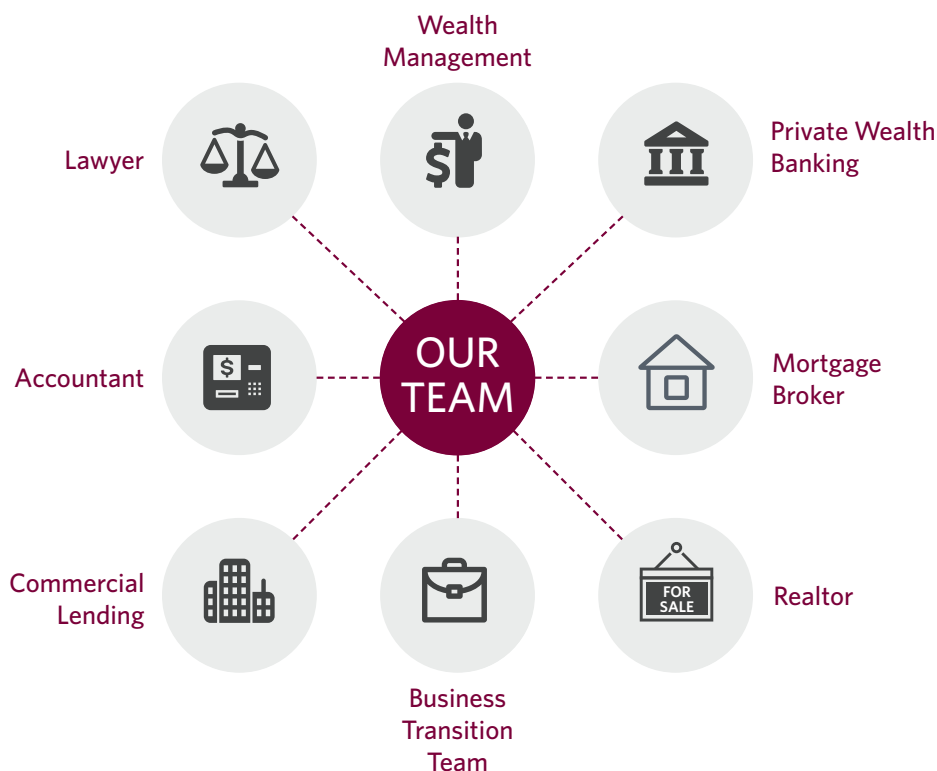 Wealth
Management
Lawyer
$
Private Wealth
Banking
Accountant
$
OUR
TEAM
Mortgage
Broker
Commercial
Lending
FOR
SALE
Realtor
Business
Transition
Team